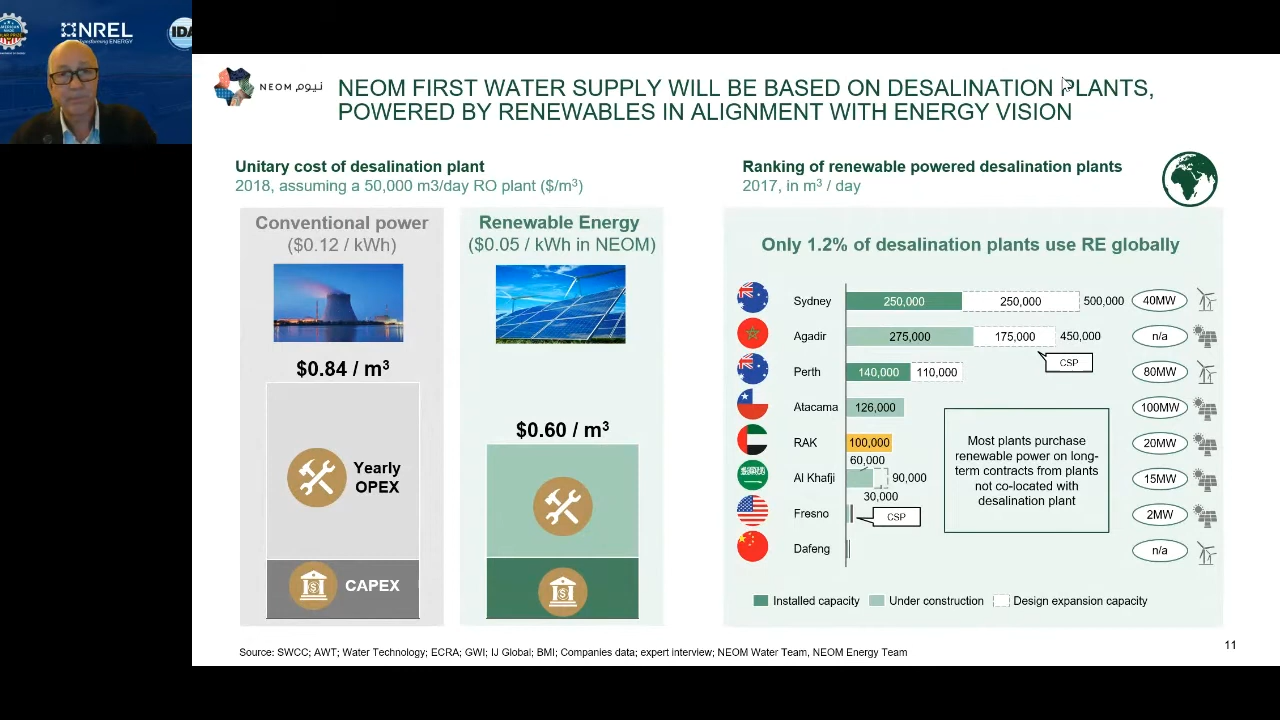 NREL
Transforming ENERGY
IDA
NEOM نيوم
NEOM FIRST WATER SUPPLY WILL BE BASED ON DESALINATION PLANTS,
POWERED BY RENEWABLES IN ALIGNMENT WITH ENERGY VISION
Unitary cost of desalination plant
2018, assuming a 50,000 m3/day RO plant ($/m³)
Conventional power
($0.12 / kWh)
$0.84 / m³
Yearly
OPEX
CAPEX
Renewable Energy
($0.05 / kWh in NEOM)
$0.60 / m³
Ranking of renewable powered desalination plants
2017, in m³ / day
Only 1.2% of desalination plants use RE globally
Sydney 250,000 250,000 500,000 40MW
Agadir 275,000 175,000 450,000 n/a
CSP
Perth 140,000 110,000 80MW
Atacama 126,000 100MW
RAK 100,000 20MW
60,000
Al Khafji 90,000 15MW
30,000
Fresno CSP 2MW
Dafeng n/a
Most plants purchase
renewable power on long-
term contracts from plants
not co-located with
desalination plant
Installed capacity Under construction Design expansion capacity
Source: SWCC; AWT; Water Technology; ECRA; GWI; IJ Global; BMI; Companies data; expert interview; NEOM Water Team, NEOM Energy Team
11